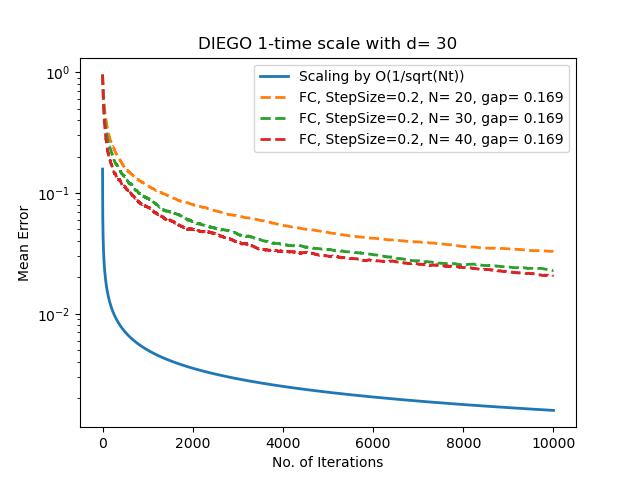 DIEGO 1-time scale with d= 30
Scaling by O(1/sqrt(Nt))
FC, StepSize=0.2, N= 20, gap= 0.169
FC, StepSize=0.2, N= 30, gap= 0.169
FC, StepSize=0.2, N= 40, gap= 0.169
Mean Error
10⁰
10⁻¹
10⁻²
0 2000 4000 6000 8000 10000
No. of Iterations